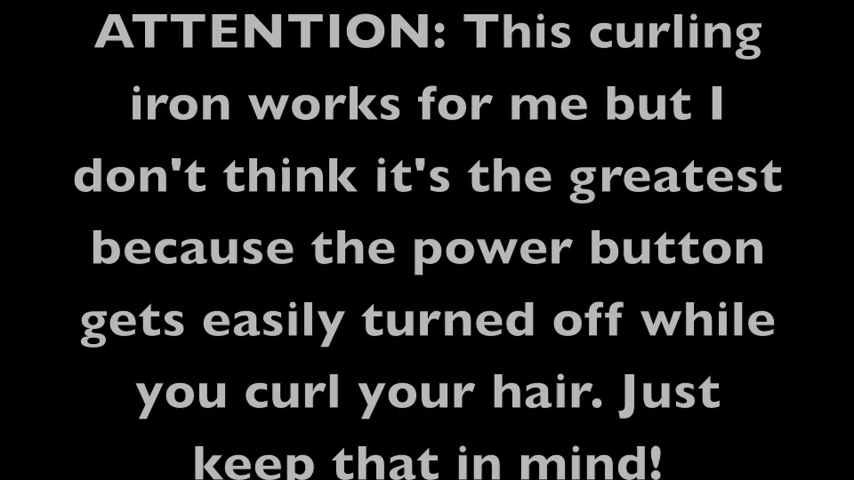 ATTENTION: This curling
iron works for me but I
don't think it's the greatest
because the power button
gets easily turned off while
you curl your hair. Just
keep that in mind!